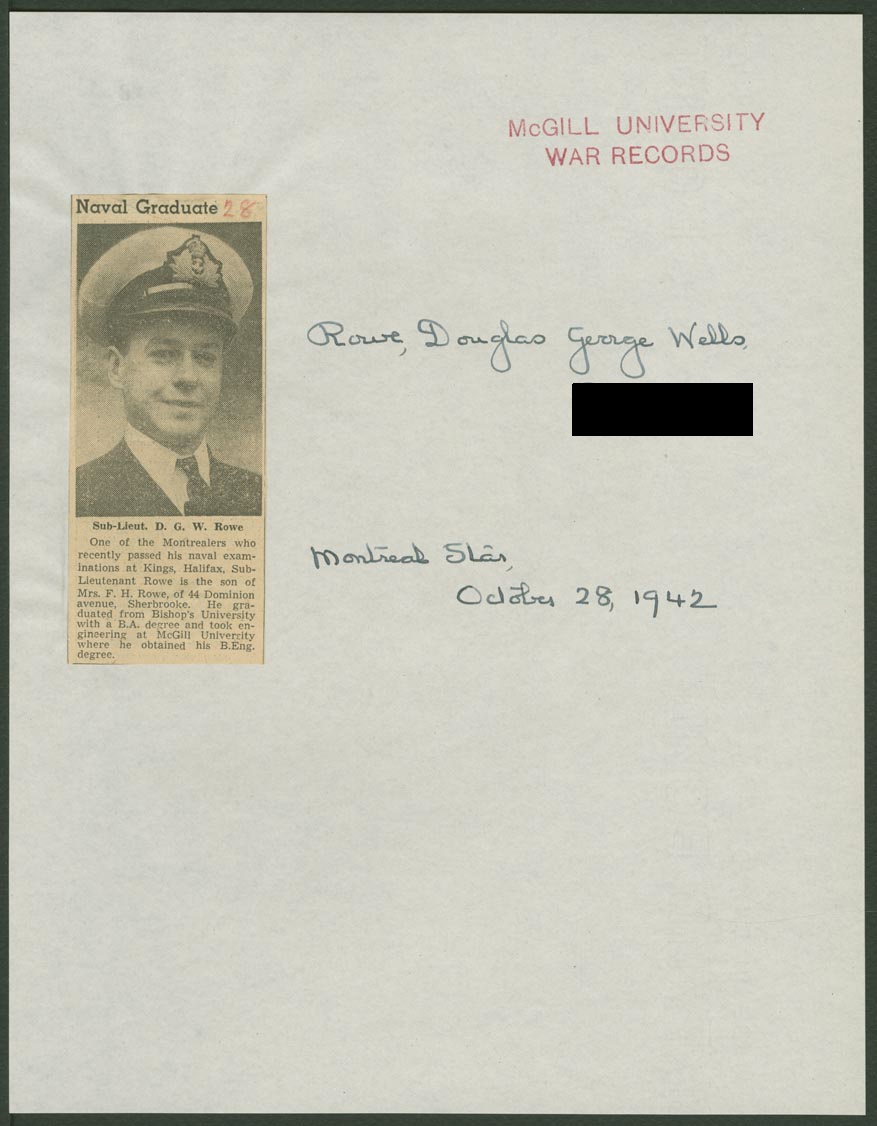 McGILL UNIVERSITY
WAR RECORDS
Naval Graduate 28
Rowe, Douglas George Wells.
Sub-Lieut. D. G. W. Rowe
One of the Montrealers who
recently passed his naval exam-
inations at Kings, Halifax, Sub-
Lieutenant Rowe is the son of
Mrs. F. H. Rowe, of 44 Dominion
avenue, Sherbrooke. He gra-
duated from Bishop's University
with a B.A. degree and took en-
gineering at McGill University
where he obtained his B.Eng.
degree.
Montreal Star,
October 28, 1942